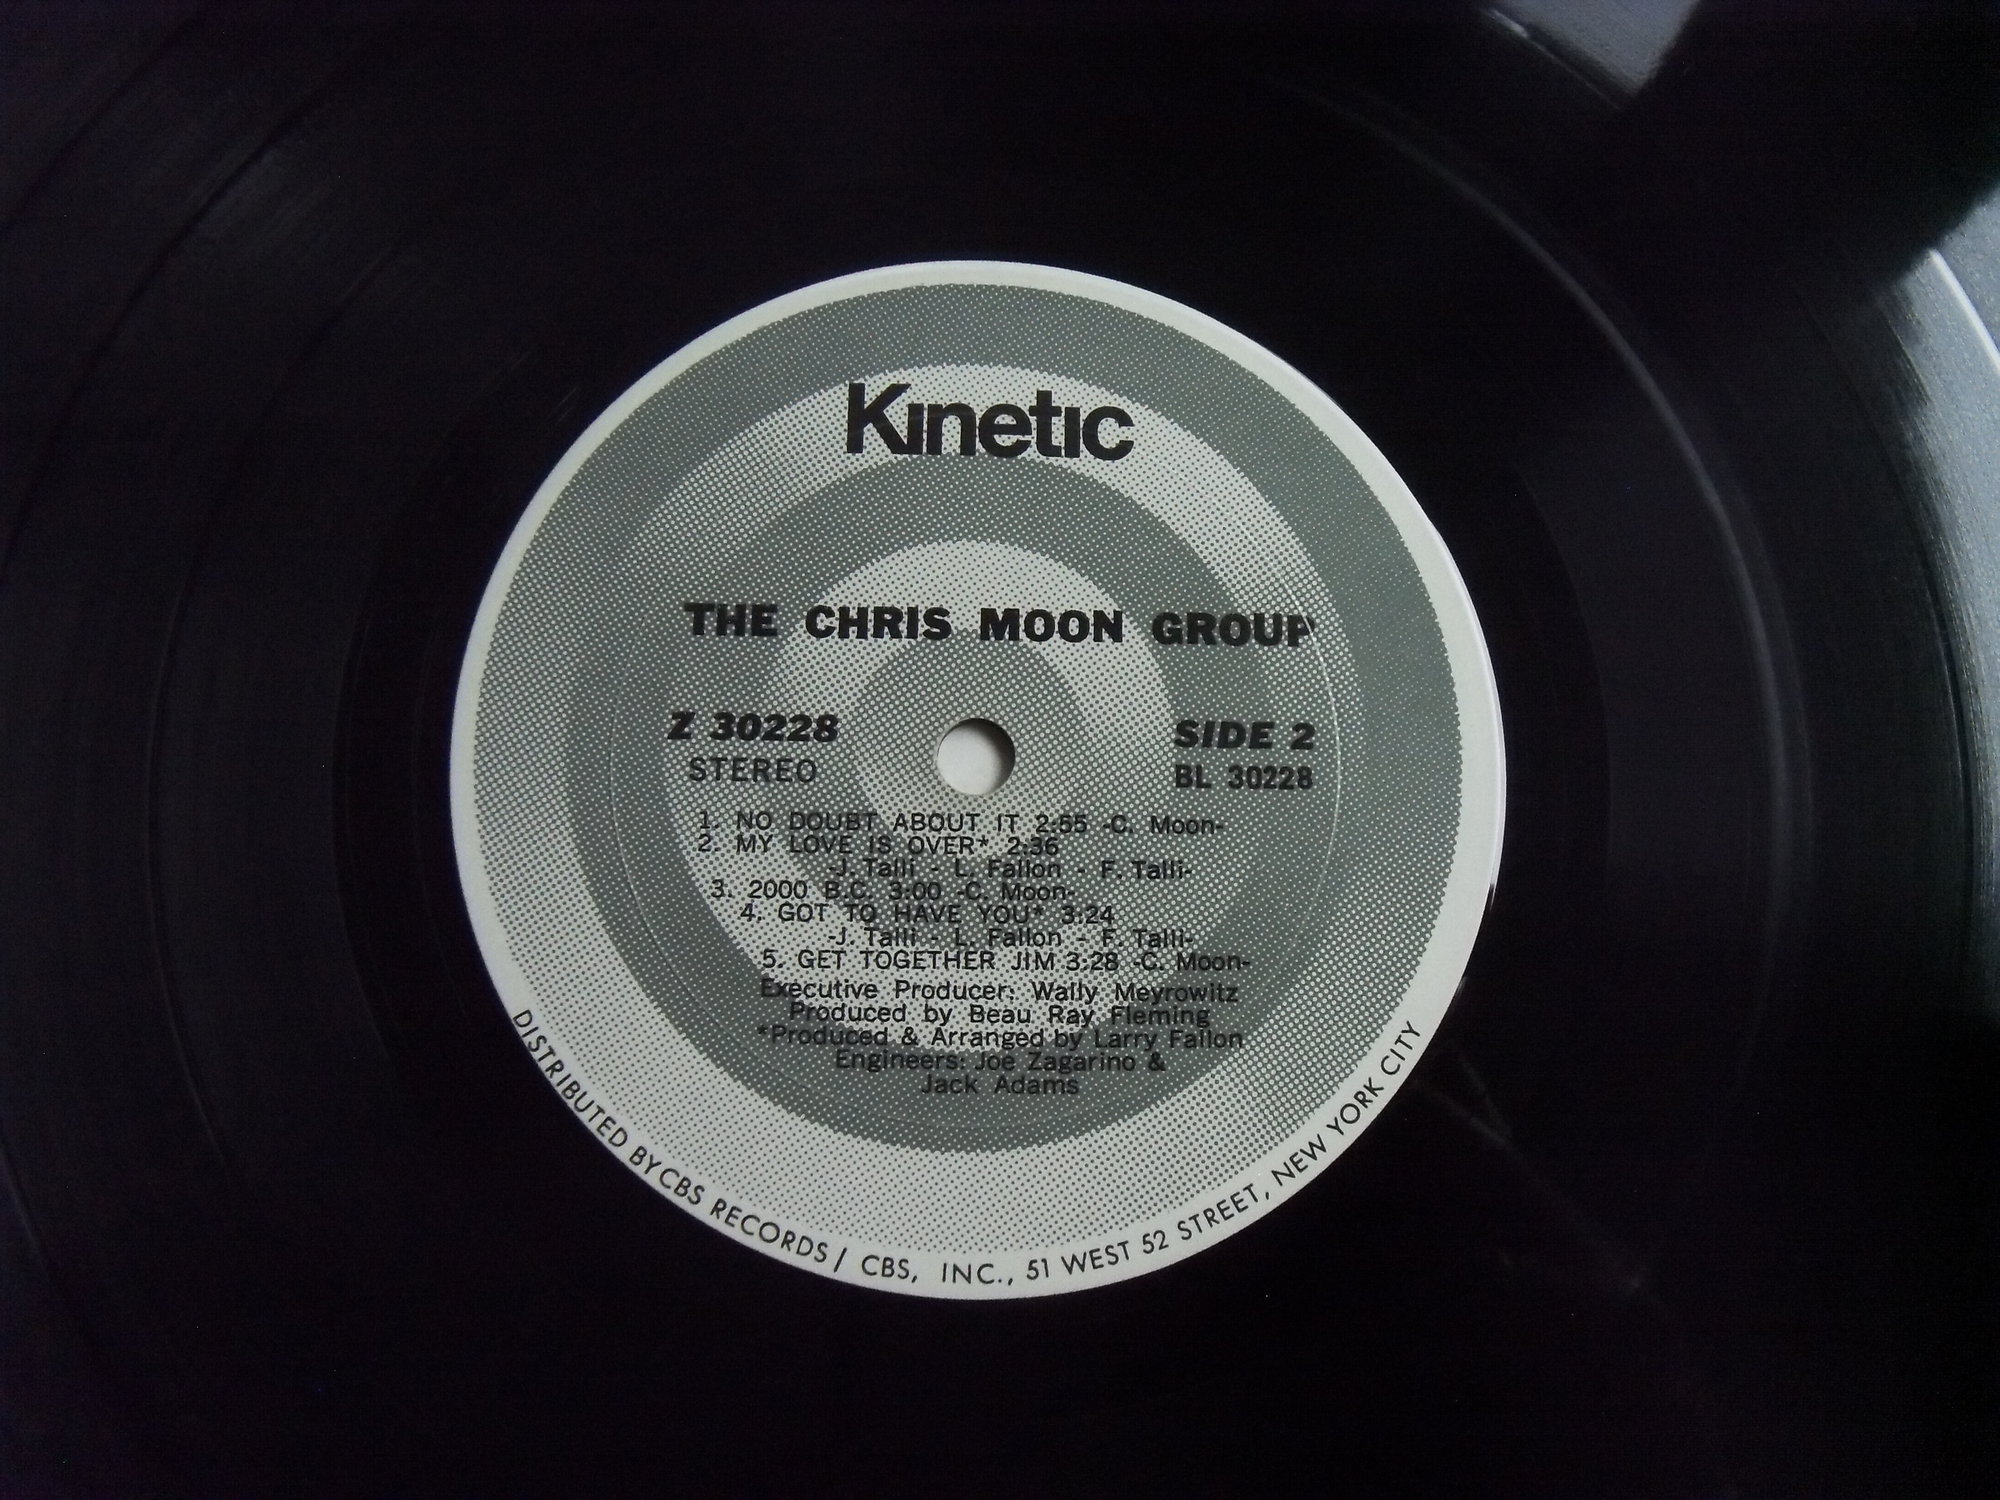 Kinetic
THE CHRIS MOON GROUP
Z 30228
SIDE 2
STEREO
BL 30228
1. NO DOUBT ABOUT IT 2:55 -C. Moon-
2. MY LOVE IS OVER* 2:36
-J. Talli - L. Fallon - F. Talli-
3. 2000 B.C. 3:00 -C. Moon-
4. GOT TO HAVE YOU* 3:24
-J. Talli - L. Fallon - F. Talli-
5. GET TOGETHER JIM 3:28 -C. Moon-
Executive Producer: Wally Meyrowitz
Produced by Beau Ray Fleming
*Produced & Arranged by Larry Fallon
Engineers: Joe Zagarino &
Jack Adams
DISTRIBUTED BY CBS RECORDS / CBS, INC., 51 WEST 52 STREET, NEW YORK CITY